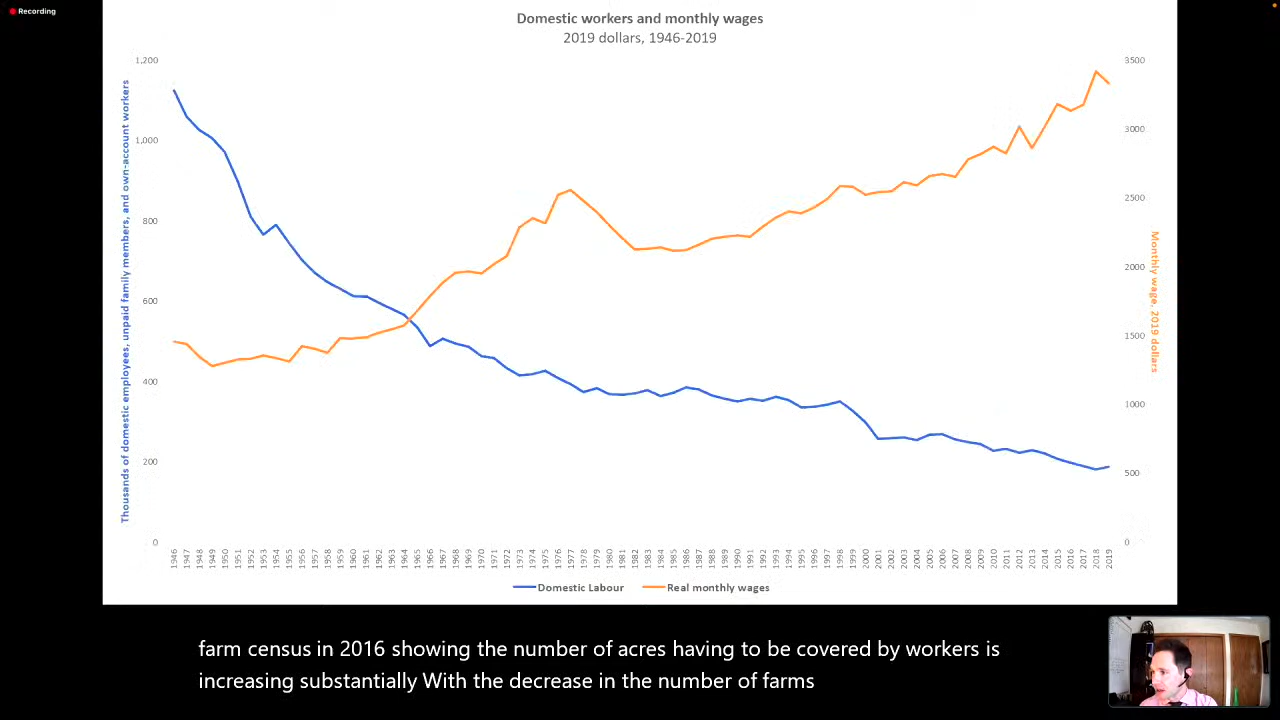 Recording
Domestic workers and monthly wages
2019 dollars, 1946-2019
Thousands of domestic employees, unpaid family members, and own-account workers
1,200
1,000
800
600
400
200
0
3500
3000
2500
2000
1500
1000
500
0
Monthly wage, 2019 dollars
1946 1947 1948 1949 1950 1951 1952 1953 1954 1955 1956 1957 1958 1959 1960 1961 1962 1963 1964 1965 1966 1967 1968 1969 1970 1971 1972 1973 1974 1975 1976 1977 1978 1979 1980 1981 1982 1983 1984 1985 1986 1987 1988 1989 1990 1991 1992 1993 1994 1995 1996 1997 1998 1999 2000 2001 2002 2003 2004 2005 2006 2007 2008 2009 2010 2011 2012 2013 2014 2015 2016 2017 2018 2019
Domestic Labour Real monthly wages
farm census in 2016 showing the number of acres having to be covered by workers is
increasing substantially With the decrease in the number of farms